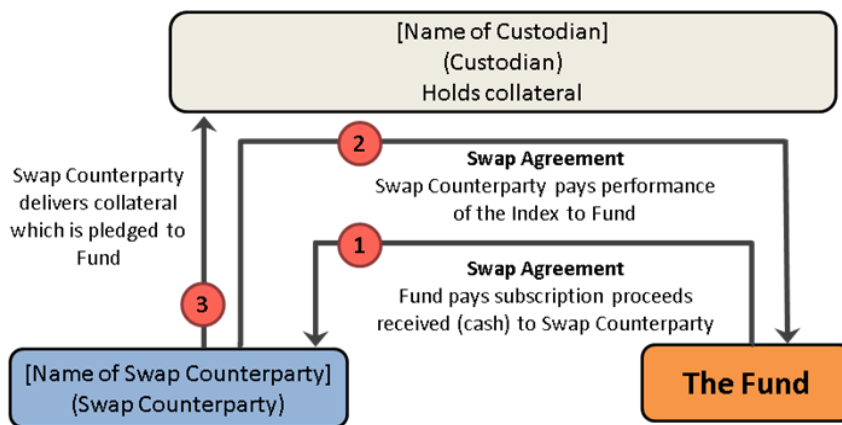 [Name of Custodian]
(Custodian)
Holds collateral
2
Swap Agreement
Swap Counterparty pays performance
of the Index to Fund
Swap Counterparty
delivers collateral
which is pledged to
Fund
1
Swap Agreement
Fund pays subscription proceeds
received (cash) to Swap Counterparty
3
[Name of Swap Counterparty]
(Swap Counterparty)
The Fund